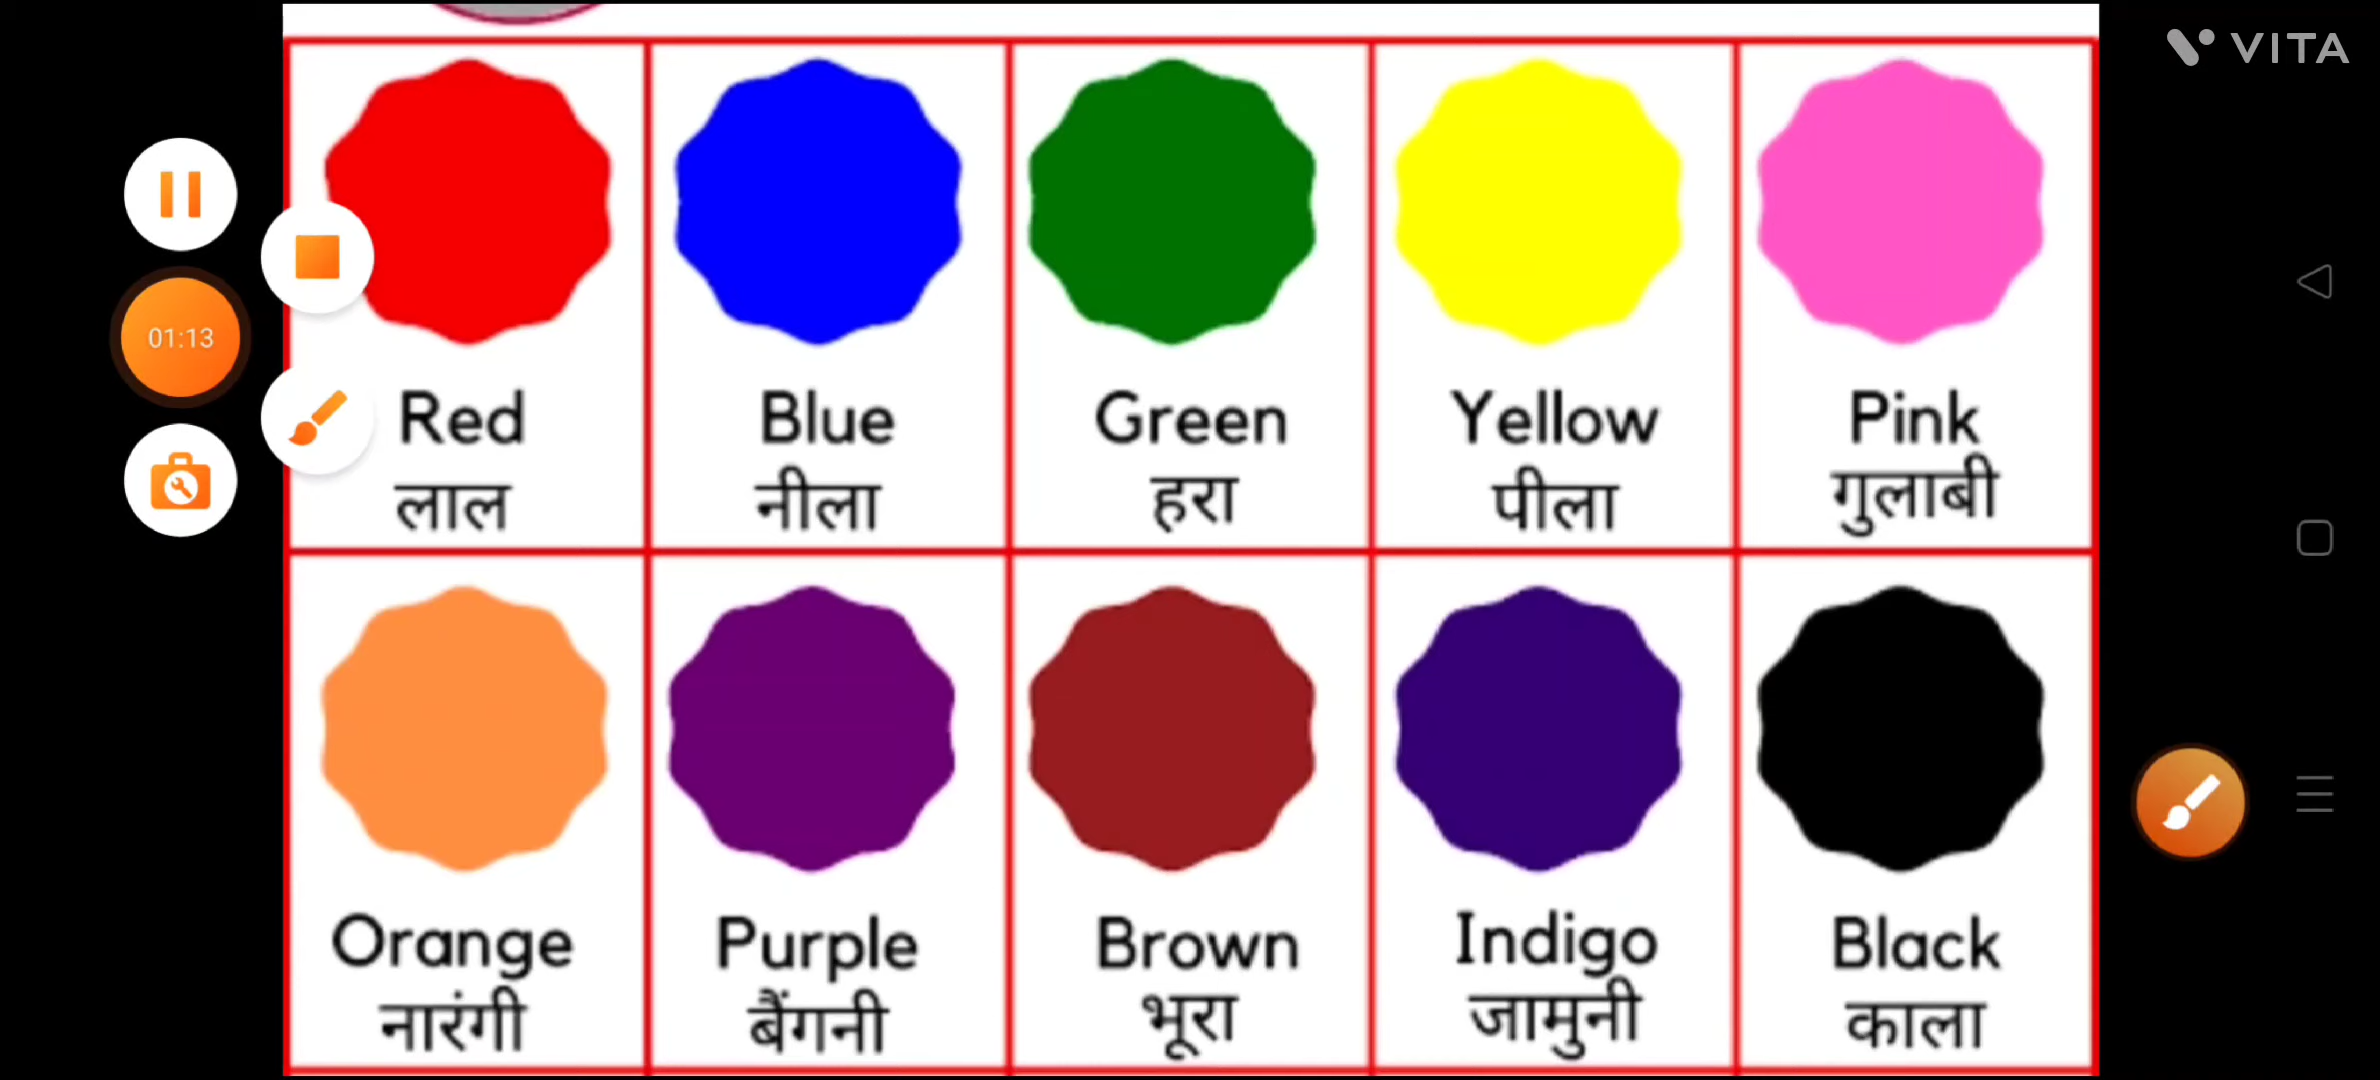 VITA
01:13
Red
लाल
Blue
नीला
Green
हरा
Yellow
पीला
Pink
गुलाबी
Orange
नारंगी
Purple
बैंगनी
Brown
भूरा
Indigo
जामुनी
Black
काला